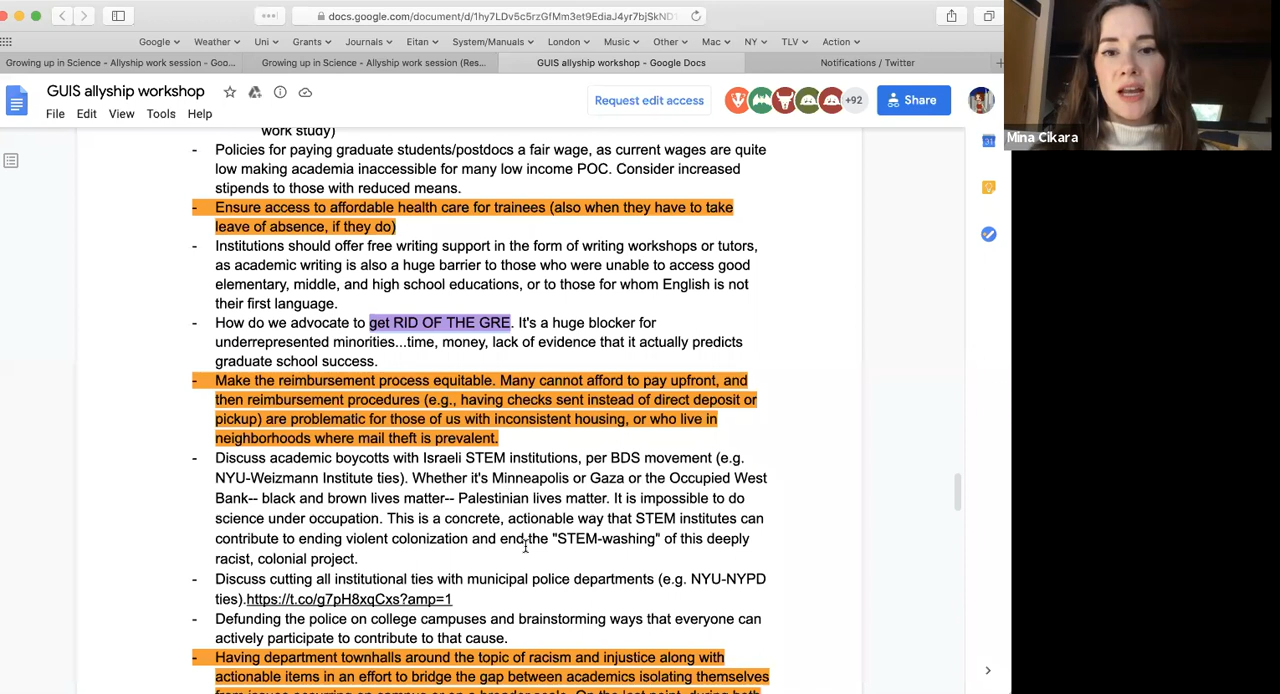 docs.google.com/document/d/1hy7LDv5c5rzGfMm3et9EdiaJ4yr7bjSkND
Google Weather Uni Grants Journals Eitan System/Manuals London Music Other Mac NY TLV Action
Growing up in Science - Allyship work session - Goo...
Growing up in Science - Allyship work session (Res...
GUIS allyship workshop - Google Docs
Notifications / Twitter
GUIS allyship workshop
File Edit View Tools Help
Request edit access
+92
Share
Mina Cikara
31
work study)
- Policies for paying graduate students/postdocs a fair wage, as current wages are quite
low making academia inaccessible for many low income POC. Consider increased
stipends to those with reduced means.
- Ensure access to affordable health care for trainees (also when they have to take
leave of absence, if they do)
- Institutions should offer free writing support in the form of writing workshops or tutors,
as academic writing is also a huge barrier to those who were unable to access good
elementary, middle, and high school educations, or to those for whom English is not
their first language.
- How do we advocate to get RID OF THE GRE. It's a huge blocker for
underrepresented minorities...time, money, lack of evidence that it actually predicts
graduate school success.
- Make the reimbursement process equitable. Many cannot afford to pay upfront, and
then reimbursement procedures (e.g., having checks sent instead of direct deposit or
pickup) are problematic for those of us with inconsistent housing, or who live in
neighborhoods where mail theft is prevalent.
- Discuss academic boycotts with Israeli STEM institutions, per BDS movement (e.g.
NYU-Weizmann Institute ties). Whether it's Minneapolis or Gaza or the Occupied West
Bank-- black and brown lives matter-- Palestinian lives matter. It is impossible to do
science under occupation. This is a concrete, actionable way that STEM institutes can
contribute to ending violent colonization and end the "STEM-washing" of this deeply
racist, colonial project.
- Discuss cutting all institutional ties with municipal police departments (e.g. NYU-NYPD
ties).https://t.co/g7pH8xqCxs?amp=1
- Defunding the police on college campuses and brainstorming ways that everyone can
actively participate to contribute to that cause.
- Having department townhalls around the topic of racism and injustice along with
actionable items in an effort to bridge the gap between academics isolating themselves
from issues occurring on campus or on a broader scale. On the last point, during both